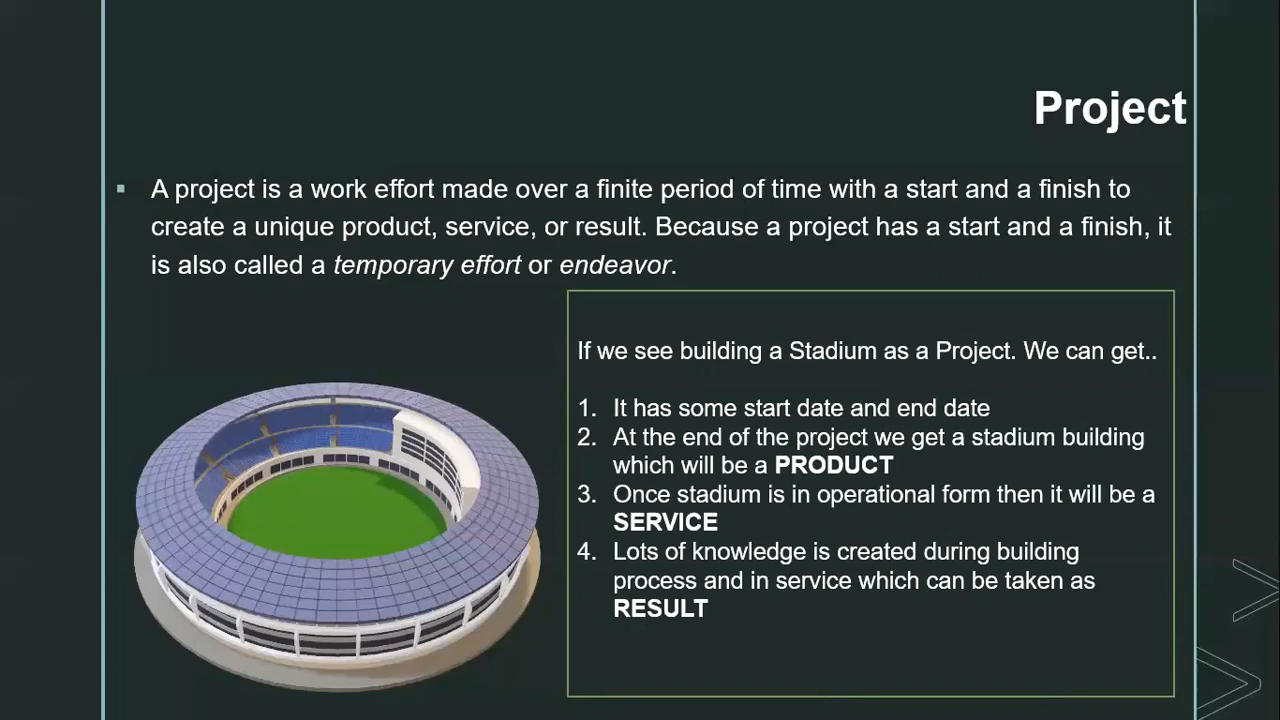 Project
A project is a work effort made over a finite period of time with a start and a finish to
create a unique product, service, or result. Because a project has a start and a finish, it
is also called a temporary effort or endeavor.
If we see building a Stadium as a Project. We can get..
1. It has some start date and end date
2. At the end of the project we get a stadium building
which will be a PRODUCT
3. Once stadium is in operational form then it will be a
SERVICE
4. Lots of knowledge is created during building
process and in service which can be taken as
RESULT